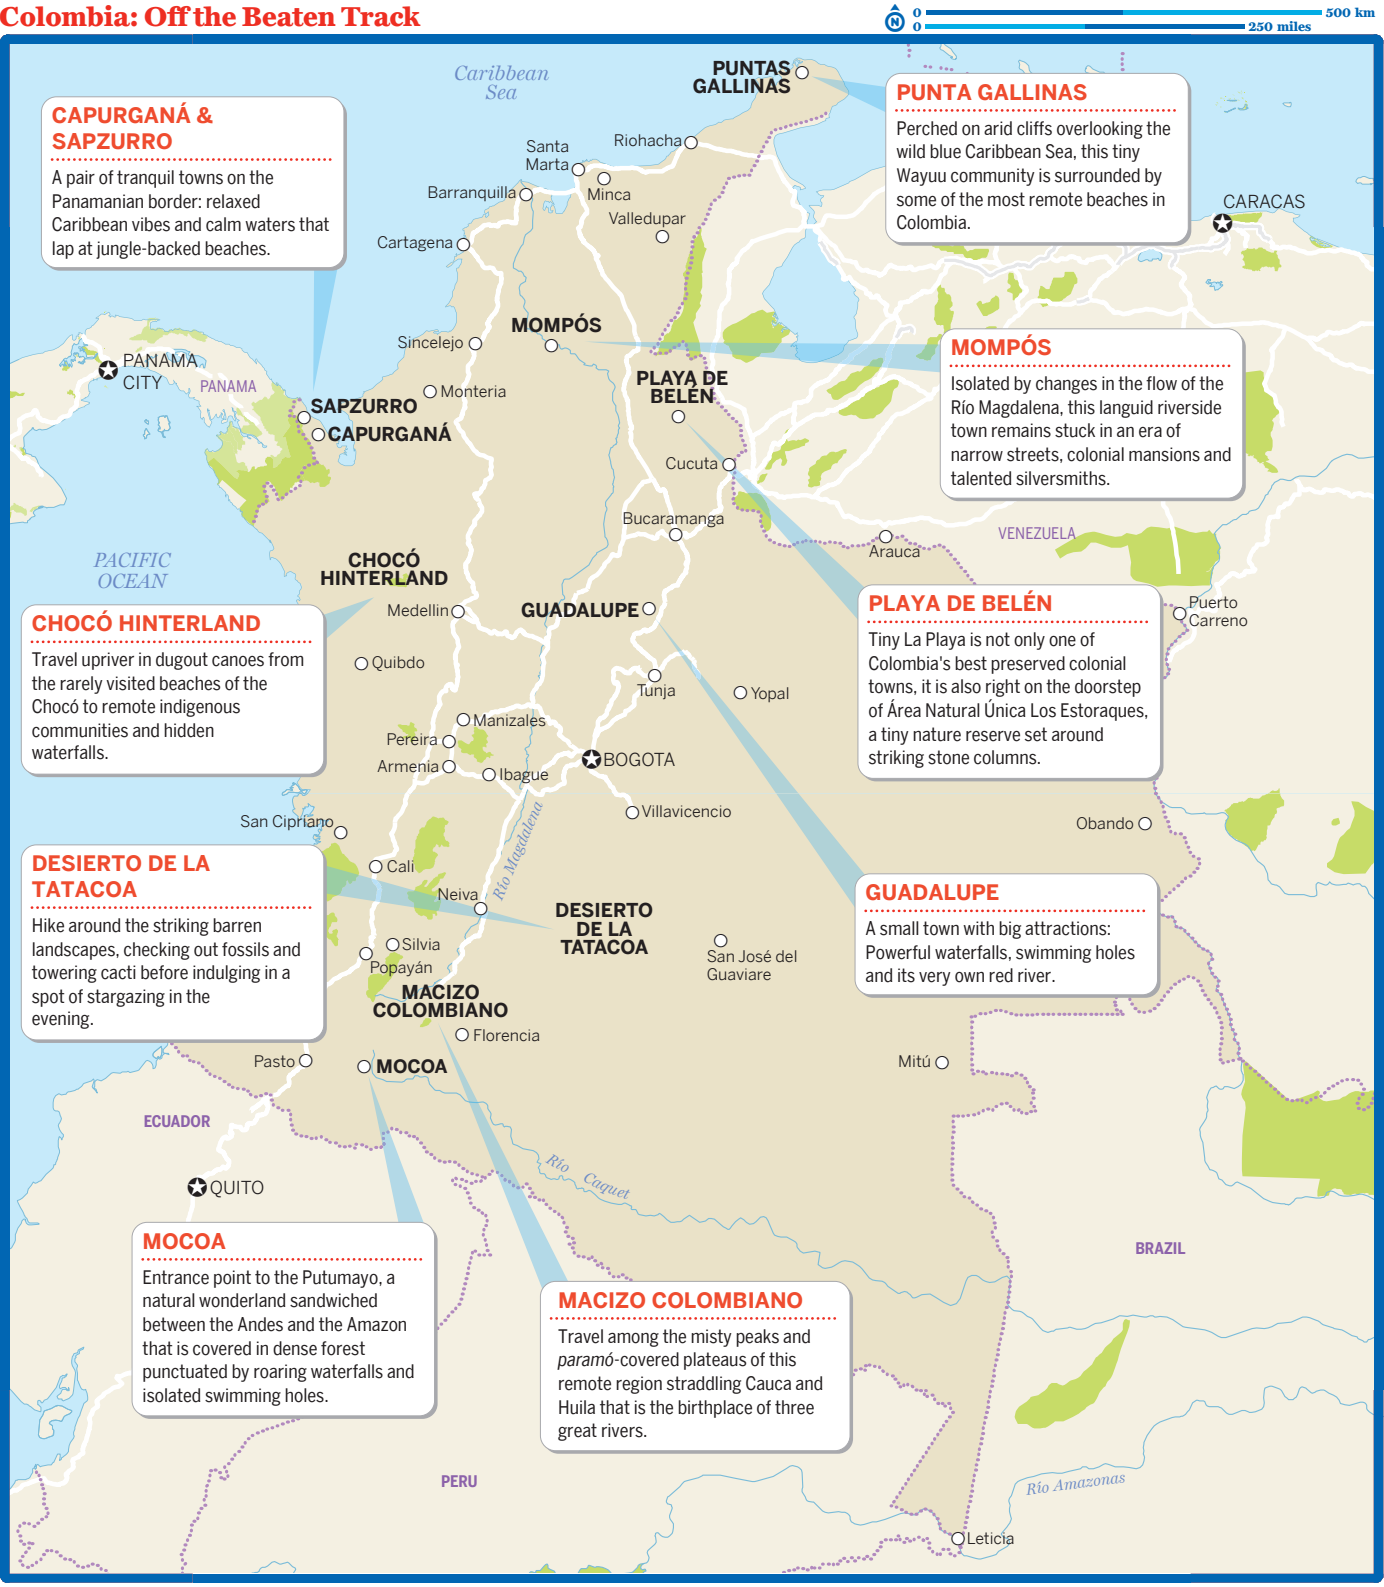 Colombia: Off the Beaten Track
N
0
500 km
0
250 miles
Caribbean
Sea
PUNTAS
GALLINAS
PUNTA GALLINAS
Perched on arid cliffs overlooking the
wild blue Caribbean Sea, this tiny
Wayuu community is surrounded by
some of the most remote beaches in
Colombia.
CAPURGANÁ &
SAPZURRO
A pair of tranquil towns on the
Panamanian border: relaxed
Caribbean vibes and calm waters that
lap at jungle-backed beaches.
Riohacha
Santa
Marta
Minca
Barranquilla
Valledupar
Cartagena
CARACAS
MOMPÓS
Sincelejo
MOMPÓS
Isolated by changes in the flow of the
Río Magdalena, this languid riverside
town remains stuck in an era of
narrow streets, colonial mansions and
talented silversmiths.
PANAMA
CITY
PANAMA
PLAYA DE
BELÉN
Monteria
SAPZURRO
CAPURGANÁ
Cucuta
Bucaramanga
Arauca
VENEZUELA
PACIFIC
OCEAN
CHOCÓ
HINTERLAND
Medellin
GUADALUPE
CHOCÓ HINTERLAND
Travel upriver in dugout canoes from
the rarely visited beaches of the
Chocó to remote indigenous
communities and hidden
waterfalls.
PLAYA DE BELÉN
Tiny La Playa is not only one of
Colombia's best preserved colonial
towns, it is also right on the doorstep
of Área Natural Única Los Estoraques,
a tiny nature reserve set around
striking stone columns.
Puerto
Carreno
Quibdo
Tunja
Yopal
Manizales
Pereira
Armenia
Ibague
BOGOTA
Villavicencio
San Cipriano
Río Magdalena
Obando
DESIERTO DE LA
TATACOA
Hike around the striking barren
landscapes, checking out fossils and
towering cacti before indulging in a
spot of stargazing in the
evening.
Cali
Neiva
DESIERTO
DE LA
TATACOA
GUADALUPE
A small town with big attractions:
Powerful waterfalls, swimming holes
and its very own red river.
Silvia
Popayán
San José del
Guaviare
MACIZO
COLOMBIANO
Florencia
Pasto
MOCOA
Mitú
ECUADOR
Río Caquet
QUITO
BRAZIL
MOCOA
Entrance point to the Putumayo, a
natural wonderland sandwiched
between the Andes and the Amazon
that is covered in dense forest
punctuated by roaring waterfalls and
isolated swimming holes.
MACIZO COLOMBIANO
Travel among the misty peaks and
paramó-covered plateaus of this
remote region straddling Cauca and
Huila that is the birthplace of three
great rivers.
PERU
Río Amazonas
Leticia